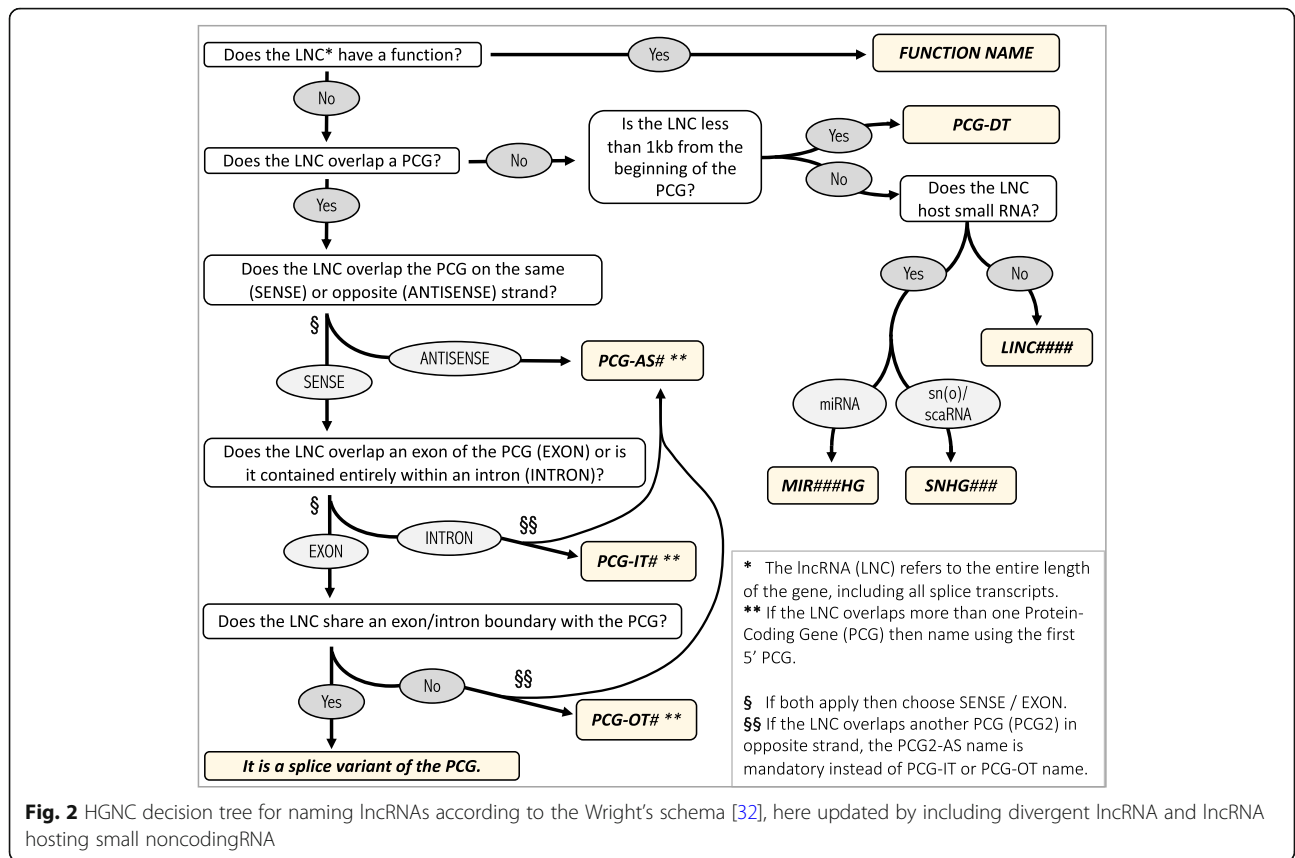 Does the LNC* have a function?
Yes
FUNCTION NAME
No
Does the LNC overlap a PCG?
No
Is the LNC less
than 1kb from the
beginning of the
PCG?
Yes
PCG-DT
No
Does the LNC
host small RNA?
Yes
No
LINC####
miRNA
sn(o)/
scaRNA
MIR###HG
SNHG###
Yes
Does the LNC overlap the PCG on the same
(SENSE) or opposite (ANTISENSE) strand?
§
ANTISENSE
PCG-AS# **
SENSE
Does the LNC overlap an exon of the PCG (EXON) or is
it contained entirely within an intron (INTRON)?
§
INTRON
§§
EXON
PCG-IT# **
Does the LNC share an exon/intron boundary with the PCG?
No
§§
Yes
PCG-OT# **
It is a splice variant of the PCG.
* The lncRNA (LNC) refers to the entire length
of the gene, including all splice transcripts.
** If the LNC overlaps more than one Protein-
Coding Gene (PCG) then name using the first
5' PCG.
§ If both apply then choose SENSE / EXON.
§§ If the LNC overlaps another PCG (PCG2) in
opposite strand, the PCG2-AS name is
mandatory instead of PCG-IT or PCG-OT name.
Fig. 2 HGNC decision tree for naming lncRNAs according to the Wright's schema [32], here updated by including divergent lncRNA and lncRNA
hosting small noncodingRNA